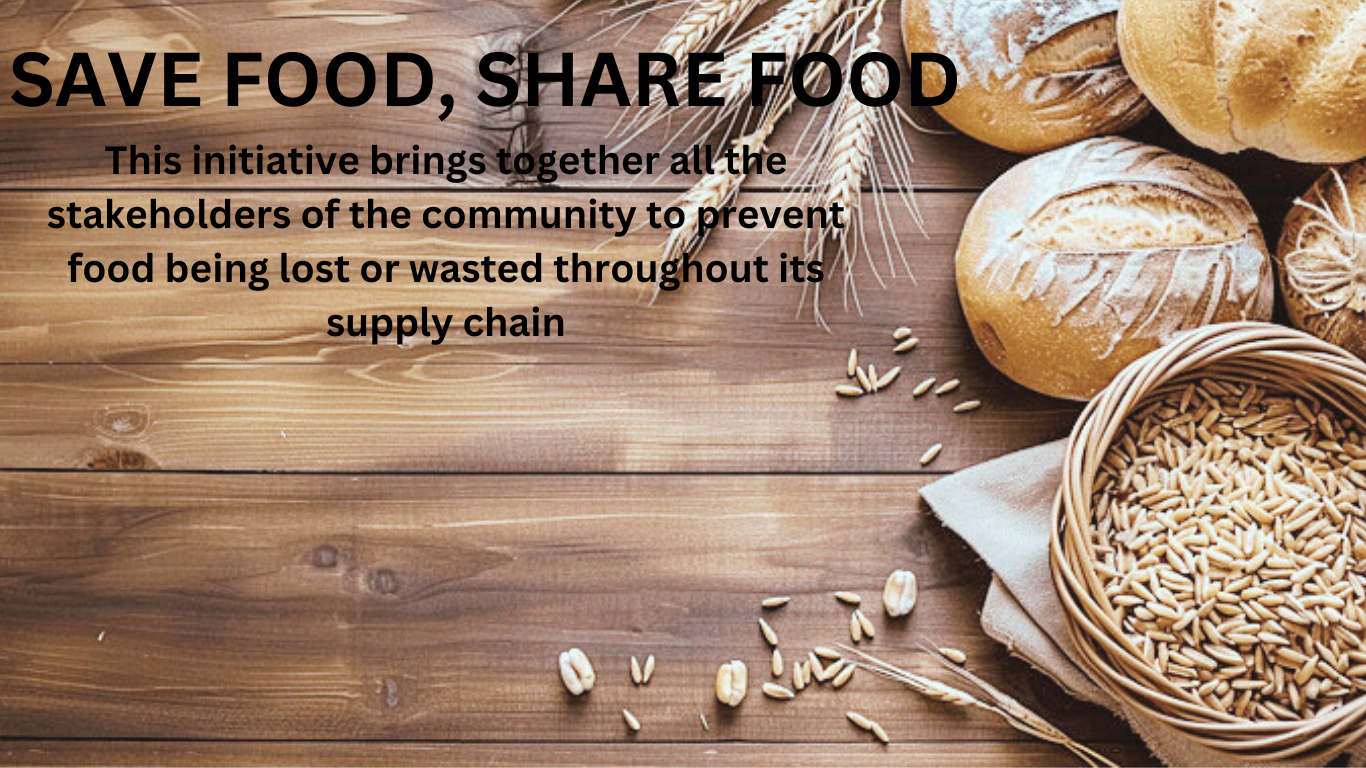 SAVE FOOD, SHARE FOOD
This initiative brings together all the
stakeholders of the community to prevent
food being lost or wasted throughout its
supply chain